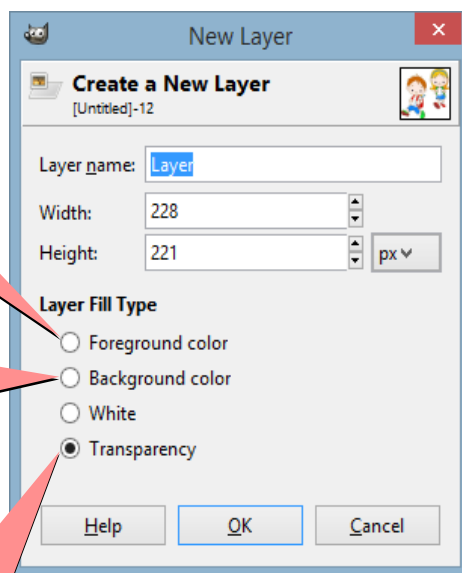 New Layer
Create a New Layer
[Untitled]-12
Layer name: Layer
Width: 228
Height: 221 px
Layer Fill Type
Foreground color
Background color
White
Transparency
Help OK Cancel